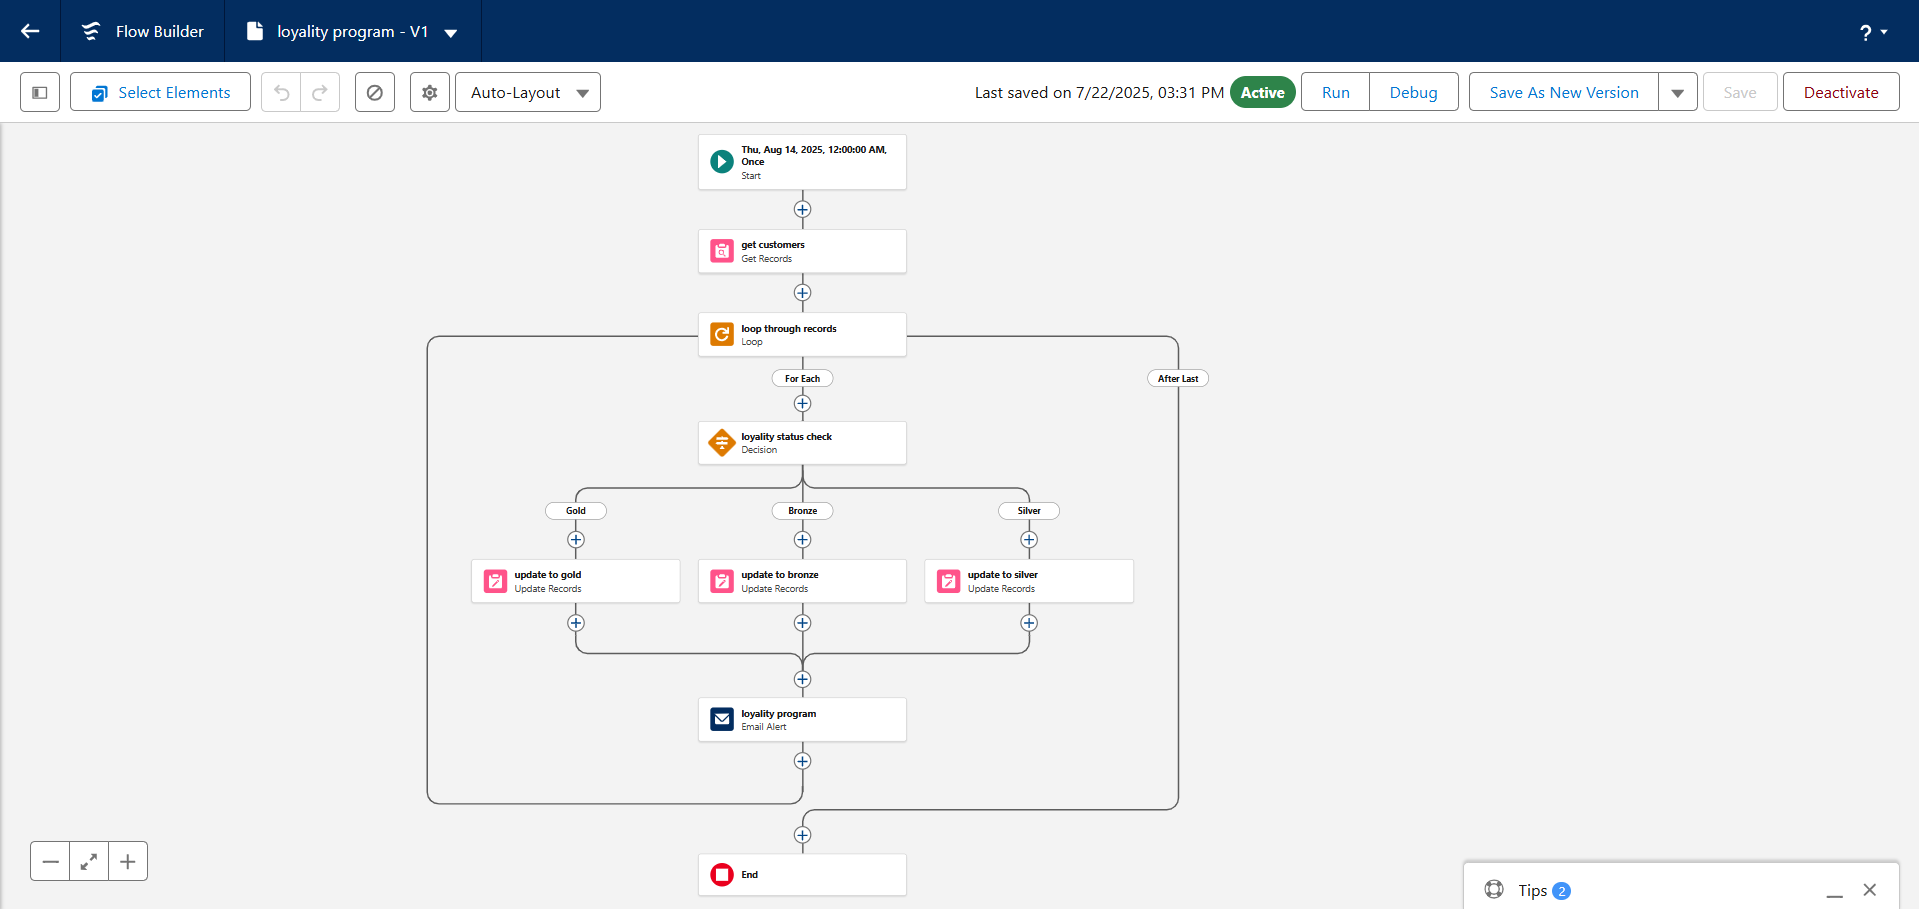 Flow Builder
loyality program - V1
?
Select Elements
Auto-Layout
Last saved on 7/22/2025, 03:31 PM
Active
Run
Debug
Save As New Version
Save
Deactivate
Thu, Aug 14, 2025, 12:00:00 AM,
Once
Start
get customers
Get Records
loop through records
Loop
For Each
After Last
loyality status check
Decision
Gold
Bronze
Silver
update to gold
Update Records
update to bronze
Update Records
update to silver
Update Records
loyality program
Email Alert
End
Tips 2